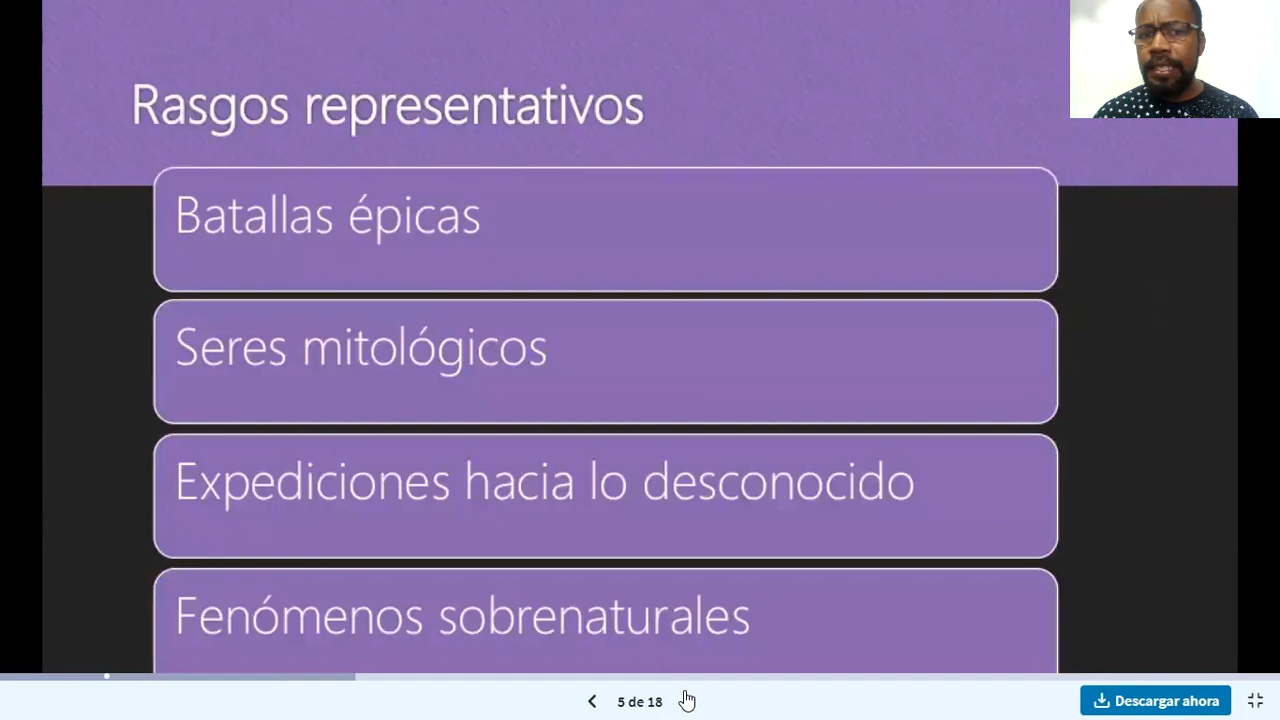 Rasgos representativos
Batallas épicas
Seres mitológicos
Expediciones hacia lo desconocido
Fenómenos sobrenaturales
5 de 18
Descargar ahora